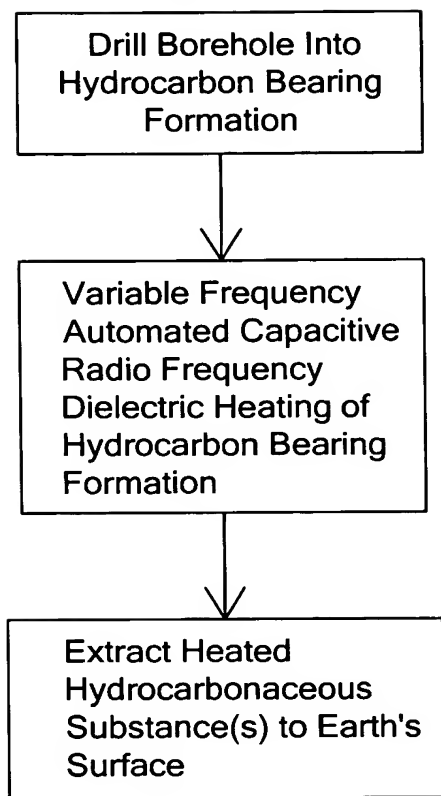 Drill Borehole Into
Hydrocarbon Bearing
Formation
Variable Frequency
Automated Capacitive
Radio Frequency
Dielectric Heating of
Hydrocarbon Bearing
Formation
Extract Heated
Hydrocarbonaceous
Substance(s) to Earth's
Surface